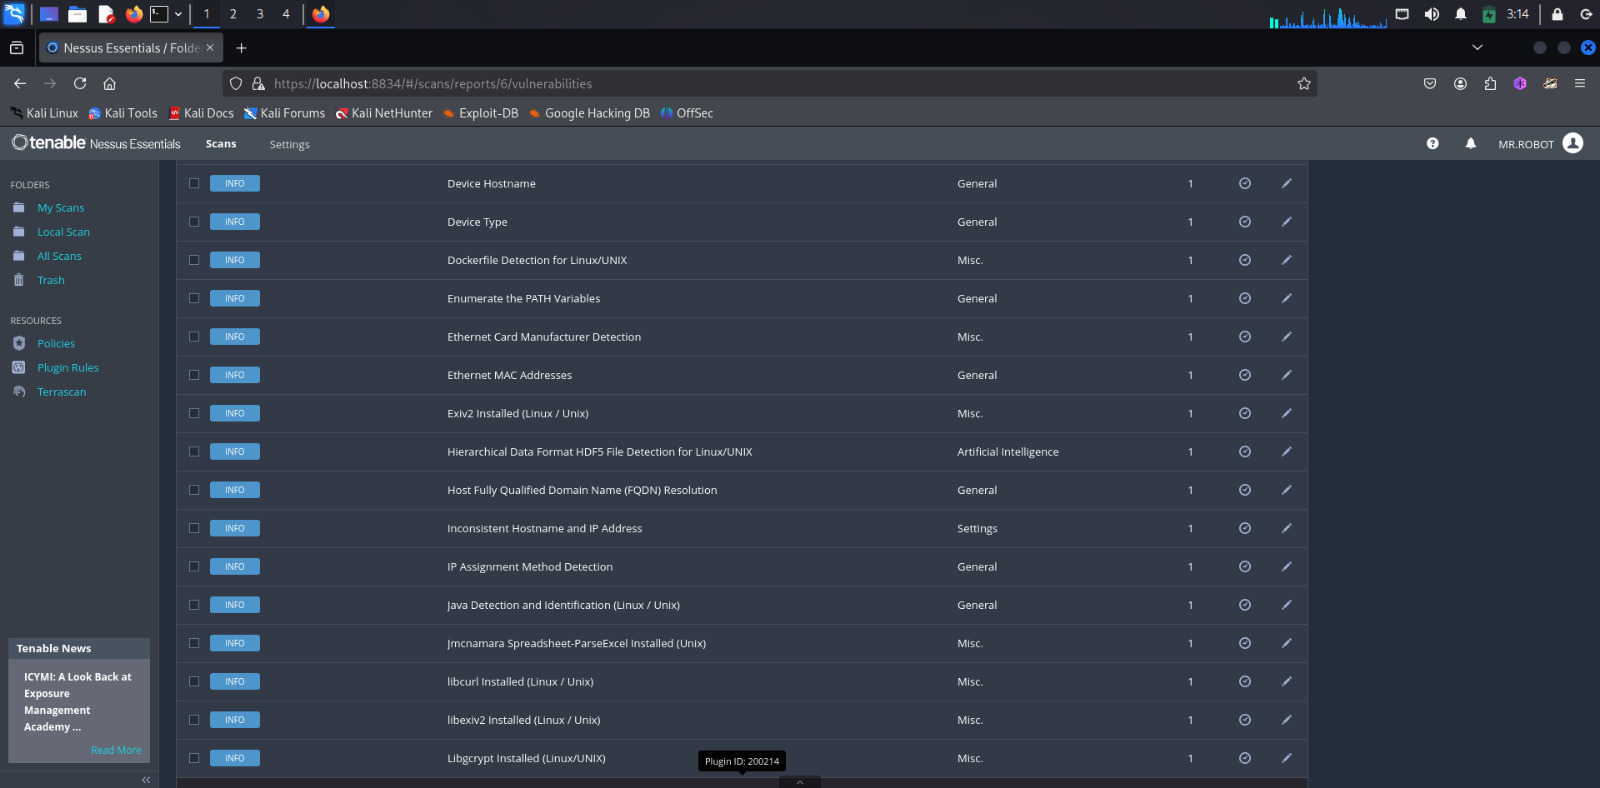 1 2 3 4 3:14
Nessus Essentials / Folde
https://localhost:8834/#/scans/reports/6/vulnerabilities
Kali Linux Kali Tools Kali Docs Kali Forums Kali NetHunter Exploit-DB Google Hacking DB OffSec
tenable Nessus Essentials Scans Settings MR.ROBOT
FOLDERS
My Scans
Local Scan
All Scans
Trash
RESOURCES
Policies
Plugin Rules
Terrascan
Tenable News
ICYMI: A Look Back at
Exposure
Management
Academy ...
Read More
INFO Device Hostname General 1
INFO Device Type General 1
INFO Dockerfile Detection for Linux/UNIX Misc. 1
INFO Enumerate the PATH Variables General 1
INFO Ethernet Card Manufacturer Detection Misc. 1
INFO Ethernet MAC Addresses General 1
INFO Exiv2 Installed (Linux / Unix) Misc. 1
INFO Hierarchical Data Format HDF5 File Detection for Linux/UNIX Artificial Intelligence 1
INFO Host Fully Qualified Domain Name (FQDN) Resolution General 1
INFO Inconsistent Hostname and IP Address Settings 1
INFO IP Assignment Method Detection General 1
INFO Java Detection and Identification (Linux / Unix) General 1
INFO Jmcnamara Spreadsheet-ParseExcel Installed (Unix) Misc. 1
INFO libcurl Installed (Linux / Unix) Misc. 1
INFO libexiv2 Installed (Linux / Unix) Misc. 1
INFO Libgcrypt Installed (Linux/UNIX) Misc. 1
Plugin ID: 200214